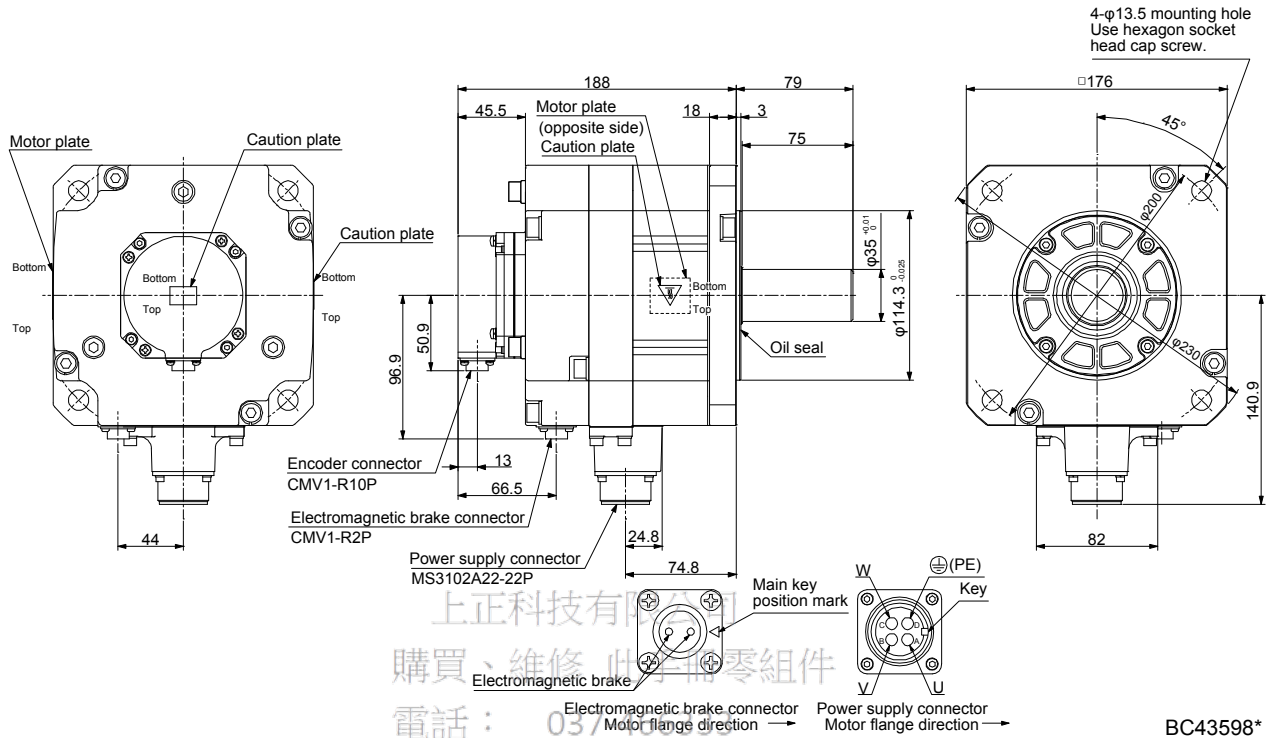 4-φ13.5 mounting hole
Use hexagon socket
head cap screw.
188
79
□176
45.5
Motor plate
(opposite side)
Caution plate
18
3
75
45°
Motor plate
Caution plate
Caution plate
Bottom
Top
Bottom
Top
Bottom
Top
Bottom
Top
φ35 +0.01 0
φ114.3 0 -0.025
φ200
φ230
Oil seal
50.9
96.9
140.9
13
Encoder connector
CMV1-R10P
66.5
Electromagnetic brake connector
CMV1-R2P
44
24.8
82
Power supply connector
MS3102A22-22P
74.8
Main key
position mark
W
(PE)
Key
C
D
B
A
V
U
上正科技有限公司
購買、維修 此手冊零組件
電話： 037-466333
Electromagnetic brake
Electromagnetic brake connector
Motor flange direction
Power supply connector
Motor flange direction
BC43598*